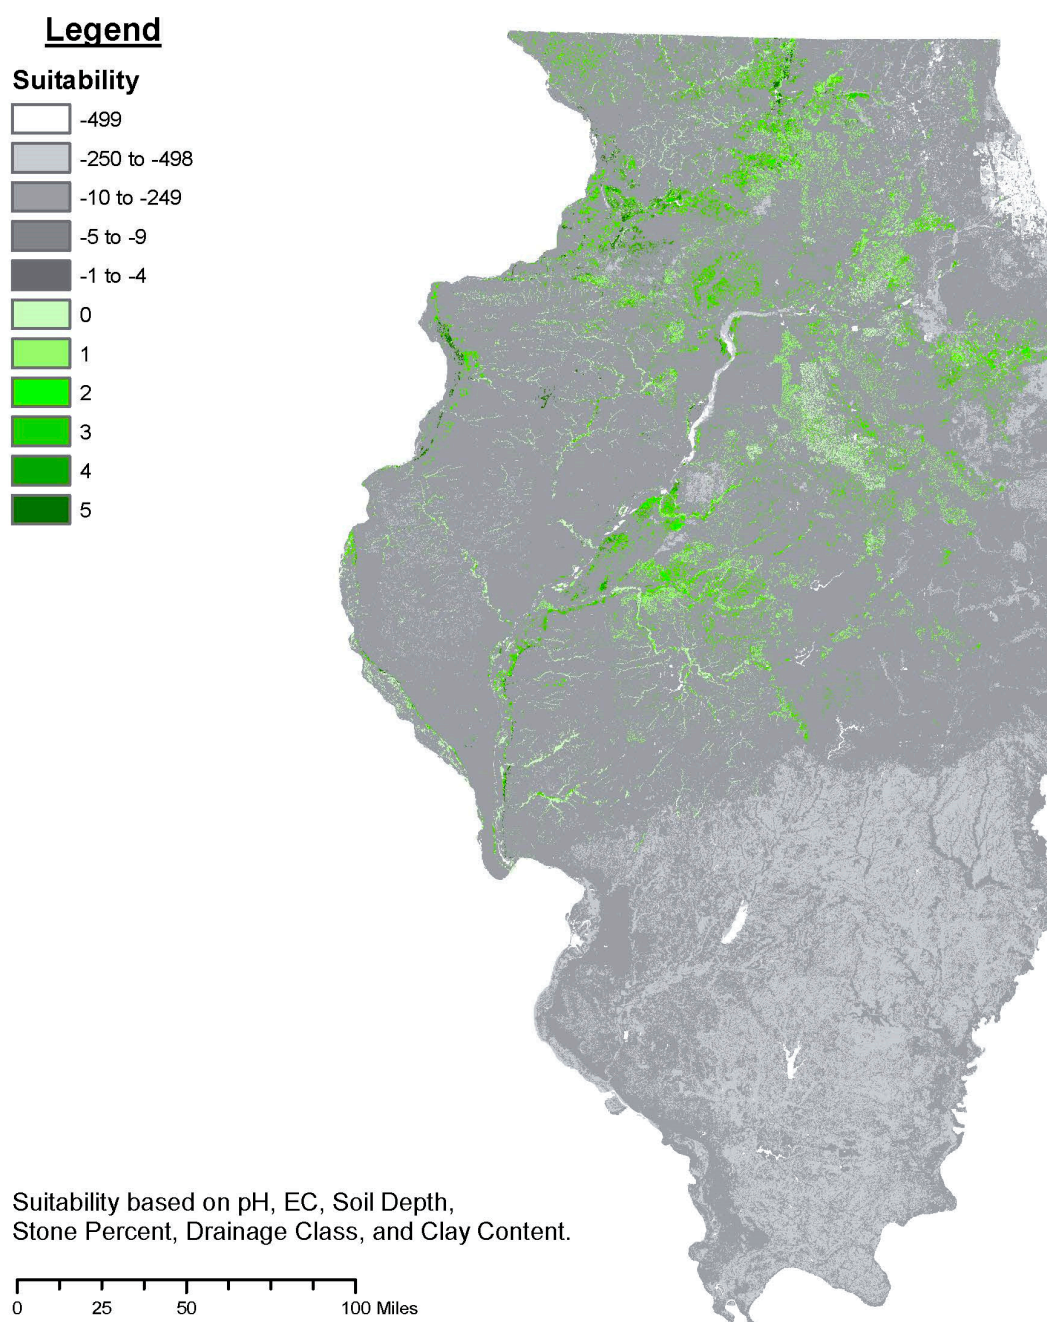 Legend
Suitability
-499
-250 to -498
-10 to -249
-5 to -9
-1 to -4
0
1
2
3
4
5
Suitability based on pH, EC, Soil Depth,
Stone Percent, Drainage Class, and Clay Content.
0 25 50 100 Miles